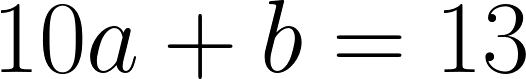 10a + b = 13